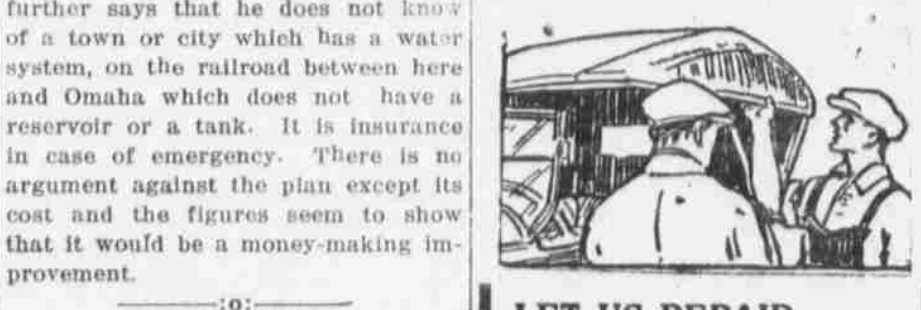 further says that he does not know
of a town or city which has a water
system, on the railroad between here
and Omaha which does not have a
reservoir or a tank. It is insurance
in case of emergency. There is no
argument against the plan except its
cost and the figures seem to show
that it would be a money-making im-
provement.
:o:
LET US REPAIR